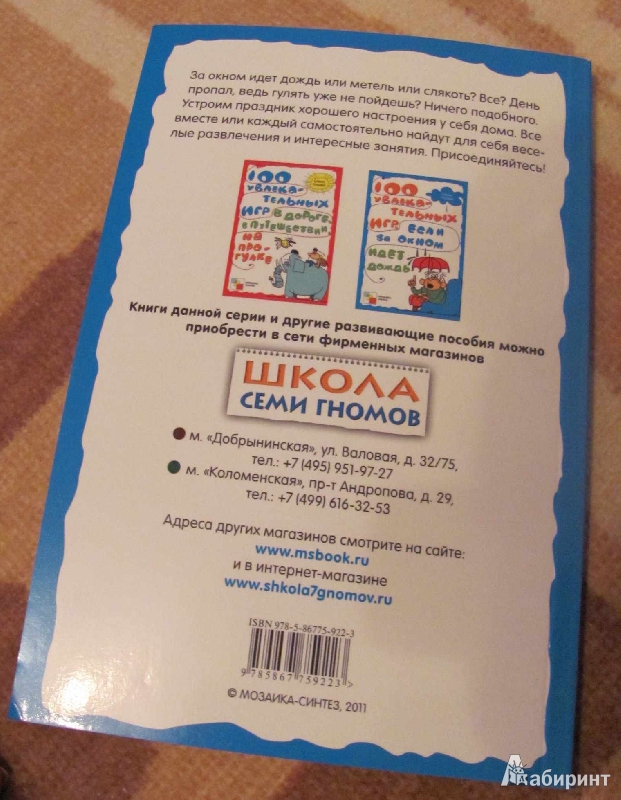 За окном идет дождь или метель или слякоть? Все? День
пропал, ведь гулять уже не пойдешь? Ничего подобного.
Устроим праздник хорошего настроения у себя дома. Все
вместе или каждый самостоятельно найдут для себя весе-
лые развлечения и интересные занятия. Присоединяйтесь!
100
УВЛЕКА-
ТЕЛЬНЫХ
ИГР В ДОРОГЕ,
В ПУТЕШЕСТВИИ,
НА ПРО-
ГУЛКЕ
100
УВЛЕКА-
ТЕЛЬНЫХ
ИГР, ЕСЛИ
ЗА ОКНОМ
ИДЕТ
ДОЖДЬ
Книги данной серии и другие развивающие пособия можно
приобрести в сети фирменных магазинов
ШКОЛА
СЕМИ ГНОМОВ
м. «Добрынинская», ул. Валовая, д. 32/75,
тел.: +7 (495) 951-97-27
м. «Коломенская», пр-т Андропова, д. 29,
тел.: +7 (499) 616-32-53
Адреса других магазинов смотрите на сайте:
www.msbook.ru
и в интернет-магазине
www.shkola7gnomov.ru
ISBN 978-5-86775-922-3
9 785867 759223 >
© МОЗАИКА-СИНТЕЗ, 2011
Лабиринт